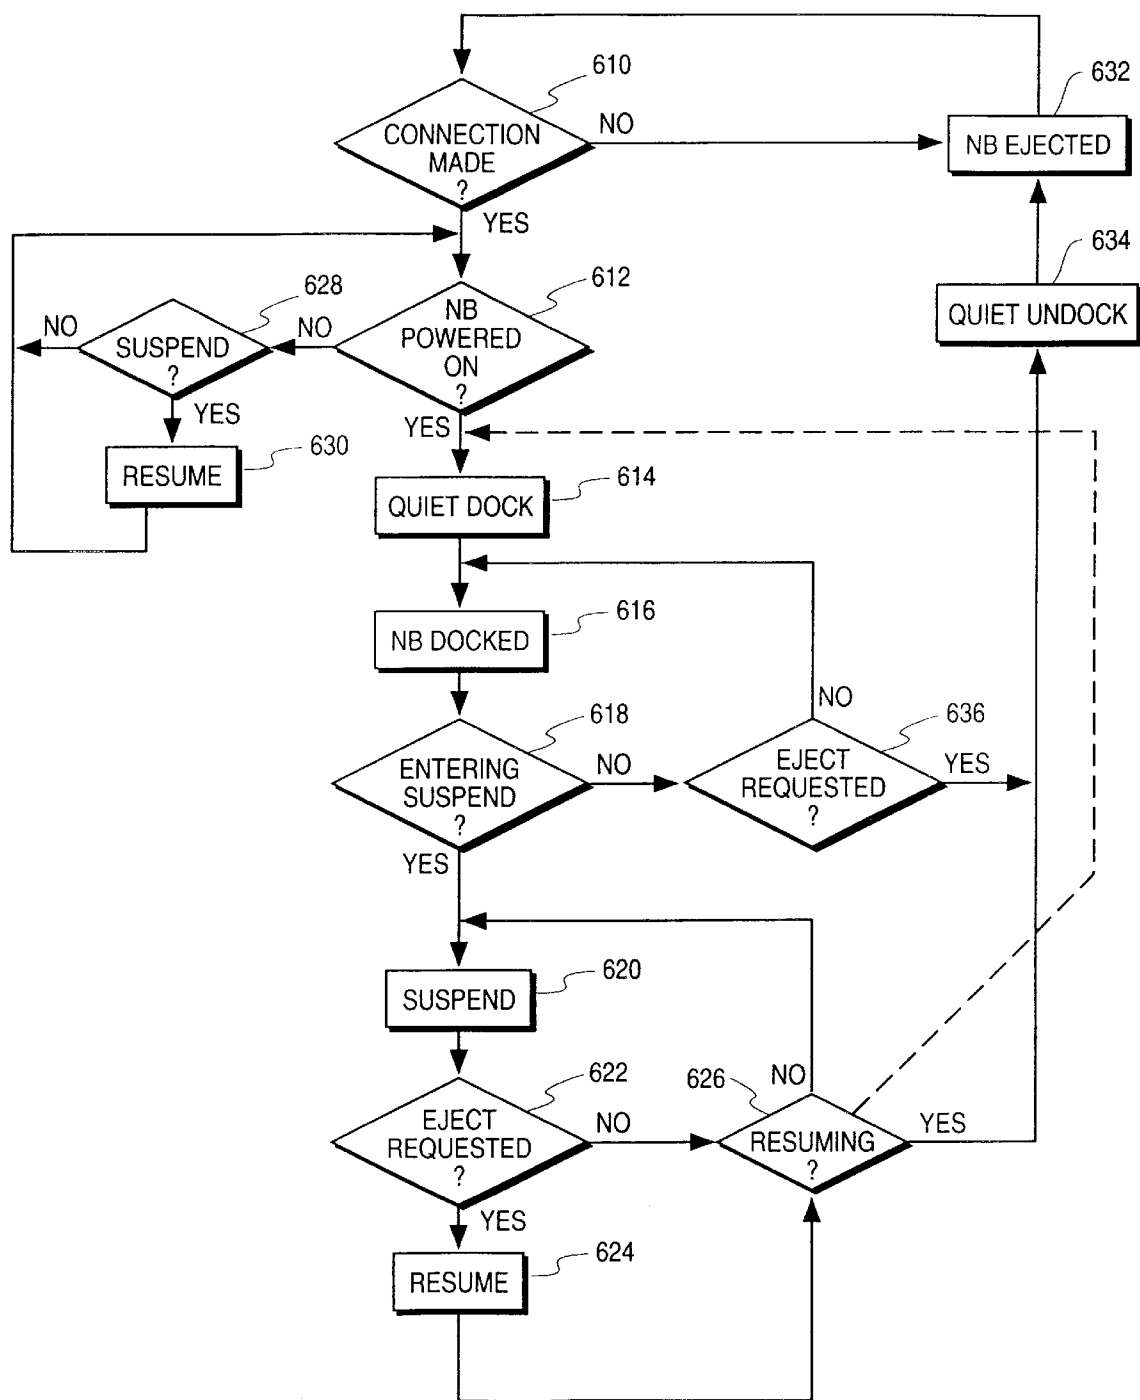 610
632
CONNECTION
MADE
?
NO
NB EJECTED
YES
634
628
612
NB
POWERED
ON
?
QUIET UNDOCK
NO
SUSPEND
?
NO
YES
YES
RESUME
630
614
QUIET DOCK
616
NB DOCKED
NO
618
636
ENTERING
SUSPEND
?
NO
EJECT
REQUESTED
?
YES
YES
620
SUSPEND
622
626
NO
EJECT
REQUESTED
?
NO
RESUMING
?
YES
YES
624
RESUME